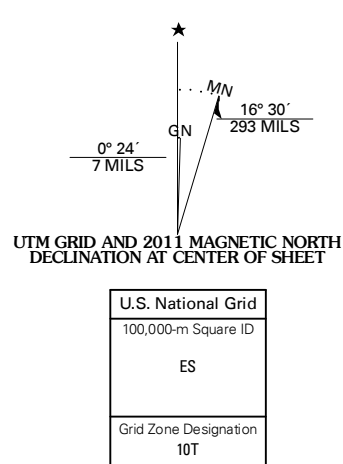 ★
MN
16° 30´
293 MILS
GN
0° 24´
7 MILS
UTM GRID AND 2011 MAGNETIC NORTH
DECLINATION AT CENTER OF SHEET
U.S. National Grid
100,000-m Square ID
ES
Grid Zone Designation
10T